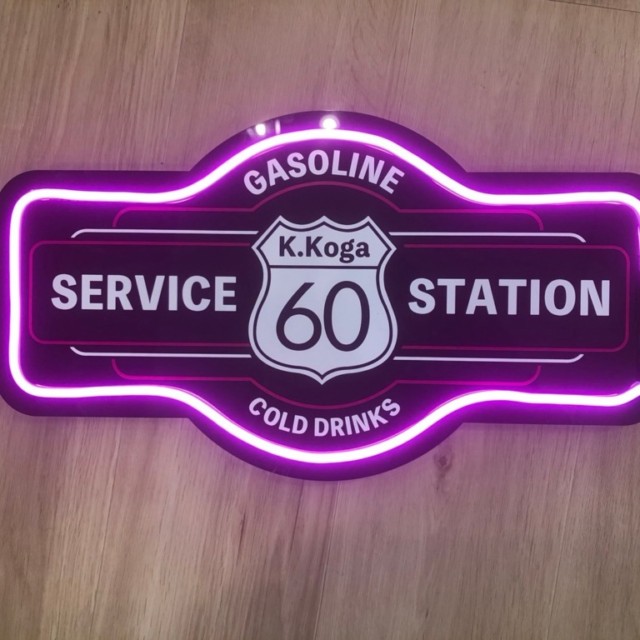 GASOLINE
K.Koga
SERVICE 60 STATION
COLD DRINKS